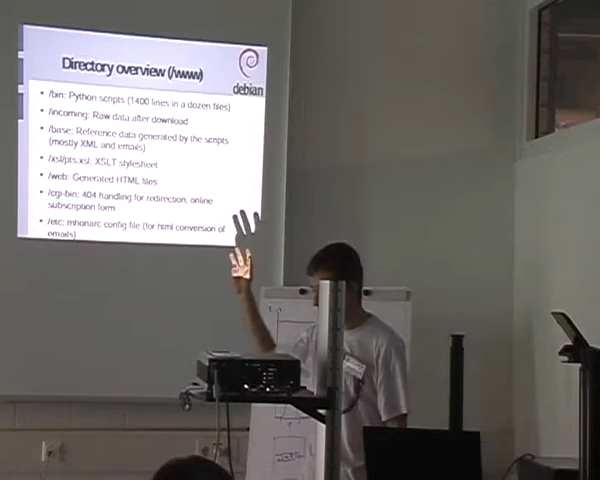 Directory overview (/www)
debian
• /bin: Python scripts (1400 lines in a dozen files)
• /incoming: Raw data after download
• /base: Reference data generated by the scripts
(mostly XML and emails)
• /xsl/pts.xsl: XSLT stylesheet
• /web: Generated HTML files
• /cgi-bin: 404 handling for redirection, online
subscription form
• /etc: mhonarc config file (for html conversion of
emails)